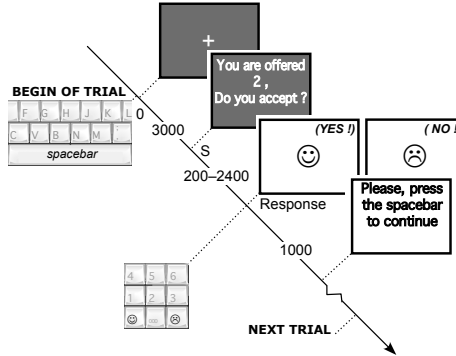 +
You are offered
2 ,
Do you accept ?
BEGIN OF TRIAL
F G H J K L
C V B N M
spacebar
0
3000
S
200–2400
(YES !)
( NO !)
Response
Please, press
the spacebar
to continue
1000
4 5 6
1 2 3
NEXT TRIAL